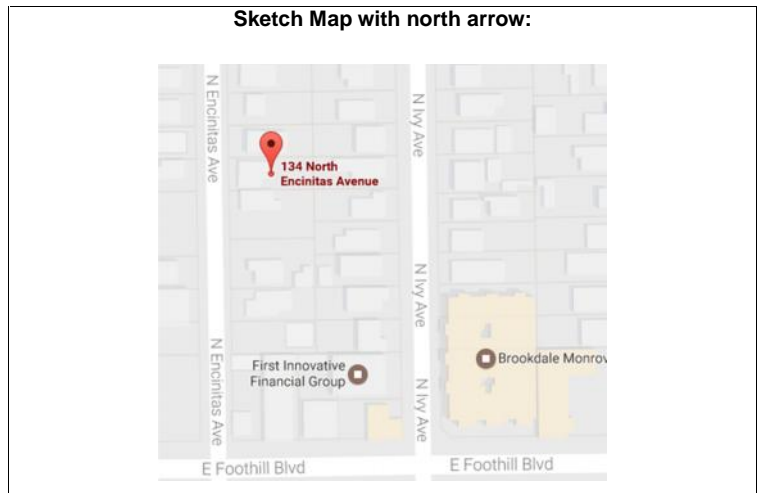 Sketch Map with north arrow:
N Encinitas Ave
N Ivy Ave
134 North
Encinitas Avenue
N Ivy Ave
N Encinitas Ave
First Innovative
Financial Group
Brookdale Monrov
N Ivy Ave
E Foothill Blvd
E Foothill Blvd